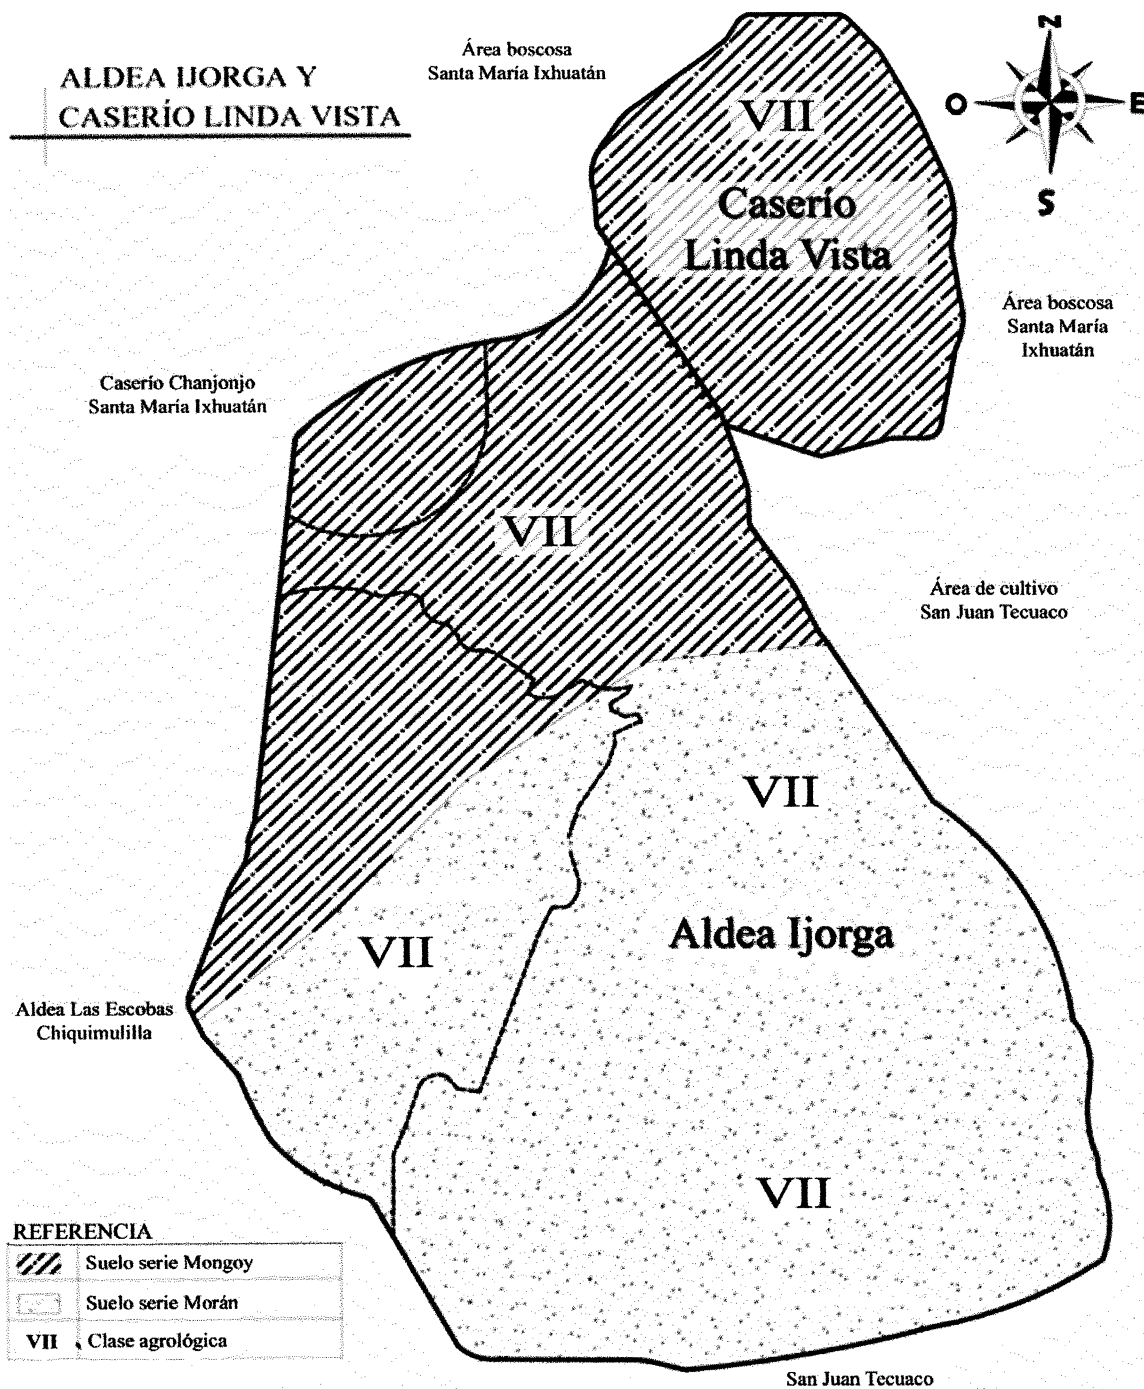 ALDEA IJORGA Y
CASERÍO LINDA VISTA
Área boscosa
Santa María Ixhuatán
N
O
E
S
VII
Caserío
Linda Vista
Área boscosa
Santa María
Ixhuatán
Caserío Chanjonjo
Santa María Ixhuatán
VII
Área de cultivo
San Juan Tecuaco
VII
Aldea Ijorga
VII
Aldea Las Escobas
Chiquimulilla
VII
REFERENCIA
Suelo serie Mongoy
Suelo serie Morán
VII Clase agrológica
San Juan Tecuaco